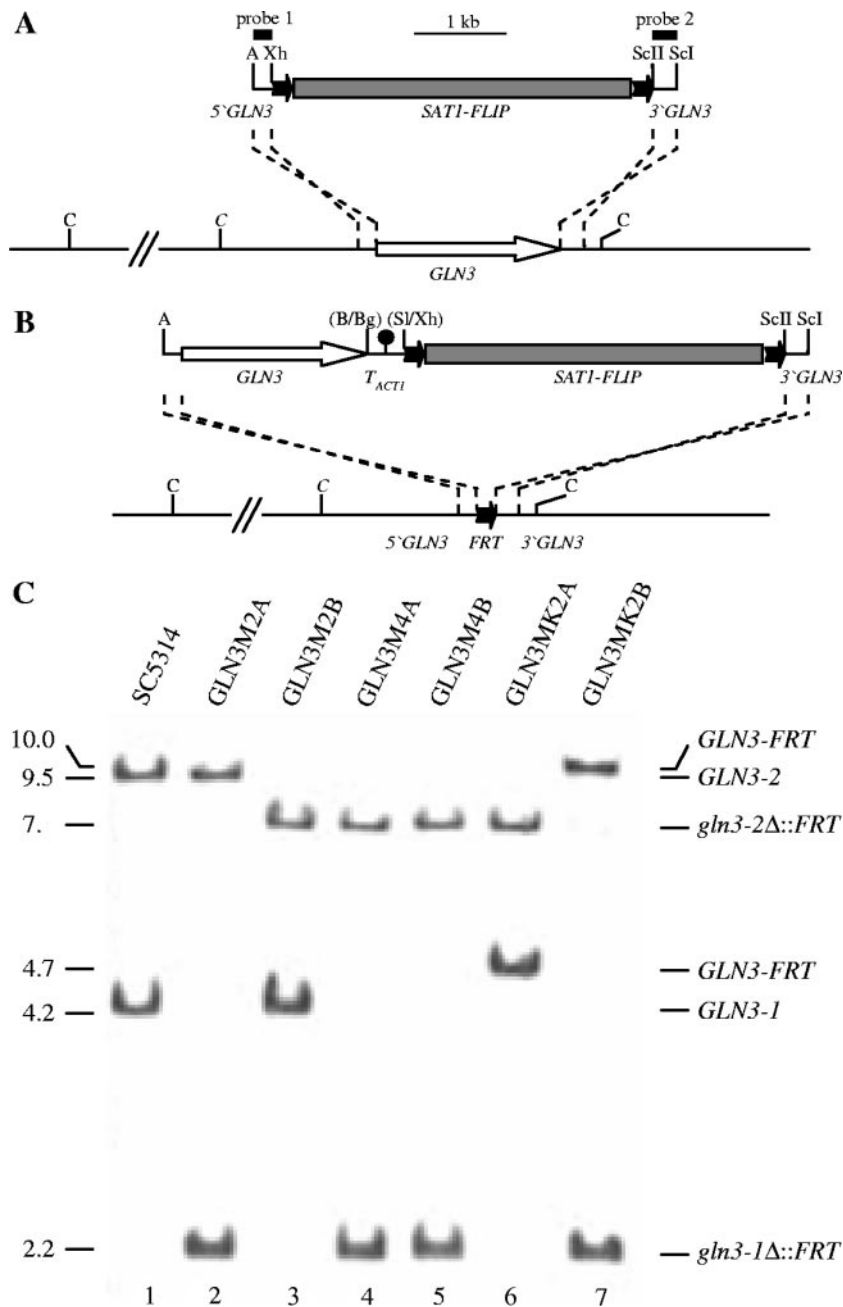 A
probe 1
1 kb
probe 2
A Xh
ScII ScI
5`GLN3
SAT1-FLIP
3`GLN3
C
C
C
GLN3
B
A
(B/Bg)
(Sl/Xh)
ScII ScI
GLN3
T_ACT1
SAT1-FLIP
3`GLN3
C
C
C
5`GLN3
FRT
3`GLN3
C
SC5314
GLN3M2A
GLN3M2B
GLN3M4A
GLN3M4B
GLN3MK2A
GLN3MK2B
10.0
GLN3-FRT
9.5
GLN3-2
7.
gln3-2Δ::FRT
4.7
GLN3-FRT
4.2
GLN3-1
2.2
gln3-1Δ::FRT
1 2 3 4 5 6 7